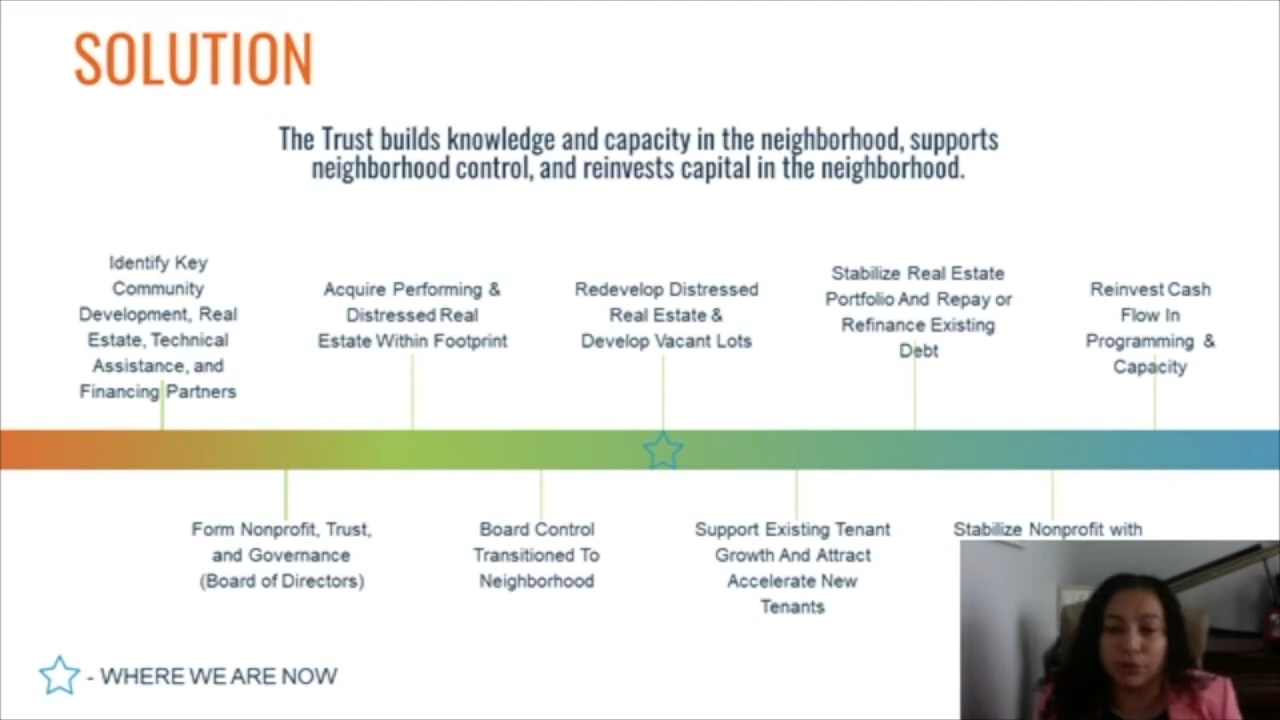 SOLUTION
The Trust builds knowledge and capacity in the neighborhood, supports
neighborhood control, and reinvests capital in the neighborhood.
Identify Key
Community
Development, Real
Estate, Technical
Assistance, and
Financing Partners
Acquire Performing &
Distressed Real
Estate Within Footprint
Redevelop Distressed
Real Estate &
Develop Vacant Lots
Stabilize Real Estate
Portfolio And Repay or
Refinance Existing
Debt
Reinvest Cash
Flow In
Programming &
Capacity
Form Nonprofit, Trust,
and Governance
(Board of Directors)
Board Control
Transitioned To
Neighborhood
Support Existing Tenant
Growth And Attract
Accelerate New
Tenants
Stabilize Nonprofit with
- WHERE WE ARE NOW